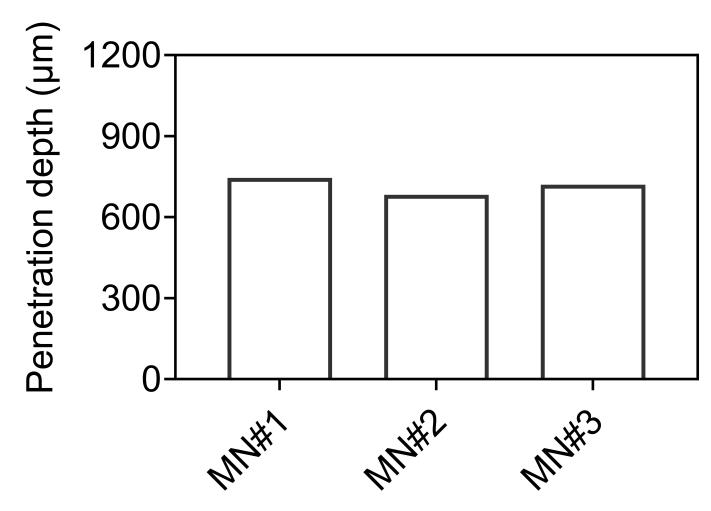 Penetration depth (μm)
1200
900
600
300
0
MN#1
MN#2
MN#3